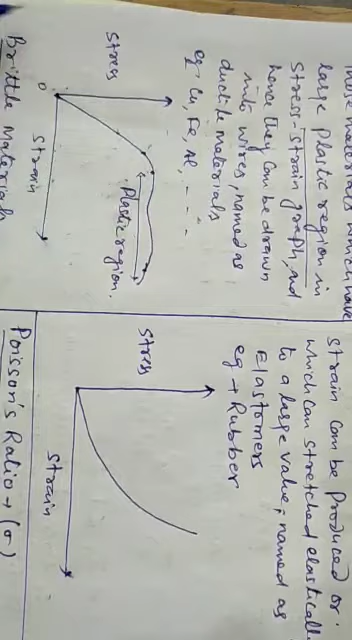 These materials which have
large Plastic region in
Stress-Strain graph, and
hence they can be drawn
into wires, named as
ductile materials
eg- Cu, Fe, Al, - - -
Stress
O
Strain
Plastic region.
Brittle Materials
Strain can be produced or
which can stretched elastically
to a large value, named as
Elastomers
eg → Rubber
Stress
Strain
Poisson's Ratio → (σ)